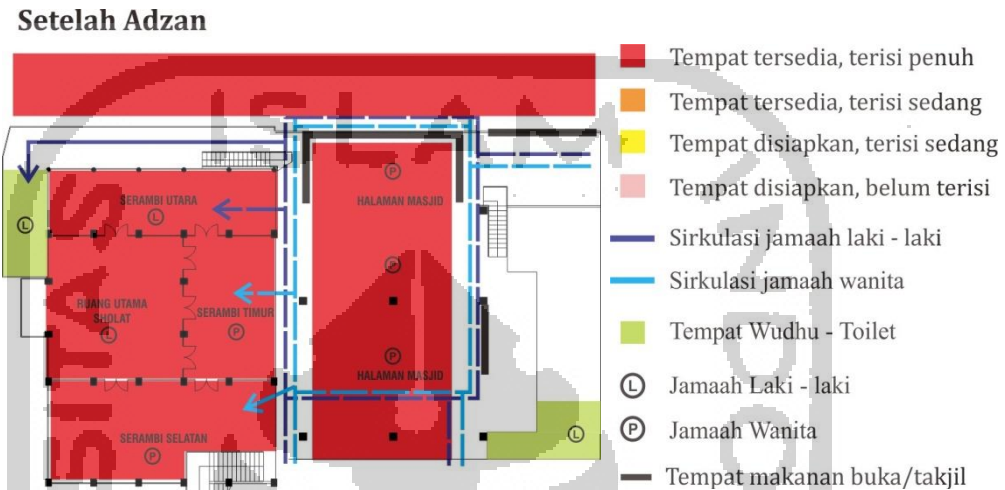 Setelah Adzan
Tempat tersedia, terisi penuh
Tempat tersedia, terisi sedang
Tempat disiapkan, terisi sedang
Tempat disiapkan, belum terisi
Sirkulasi jamaah laki - laki
Sirkulasi jamaah wanita
Tempat Wudhu - Toilet
L Jamaah Laki - laki
P Jamaah Wanita
Tempat makanan buka/takjil
ISLAM
SITAS
P
HALAMAN MASJID
SERAMBI UTARA
L
L
P
RUANG UTAMA
SHOLAT
L
SERAMBI TIMUR
P
P
HALAMAN MASJID
SERAMBI SELATAN
P
L